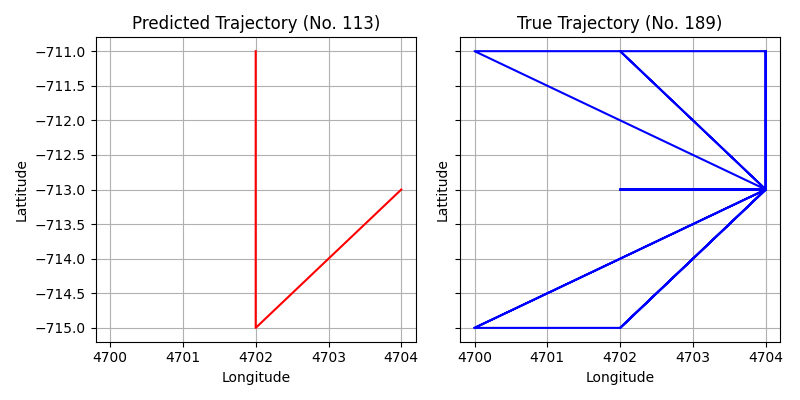 Predicted Trajectory (No. 113)
True Trajectory (No. 189)
−711.0
−711.5
−712.0
−712.5
−713.0
−713.5
−714.0
−714.5
−715.0
Lattitude
Lattitude
4700 4701 4702 4703 4704
4700 4701 4702 4703 4704
Longitude
Longitude